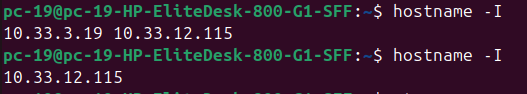 pc-19@pc-19-HP-EliteDesk-800-G1-SFF:~$ hostname -I
10.33.3.19 10.33.12.115
pc-19@pc-19-HP-EliteDesk-800-G1-SFF:~$ hostname -I
10.33.12.115